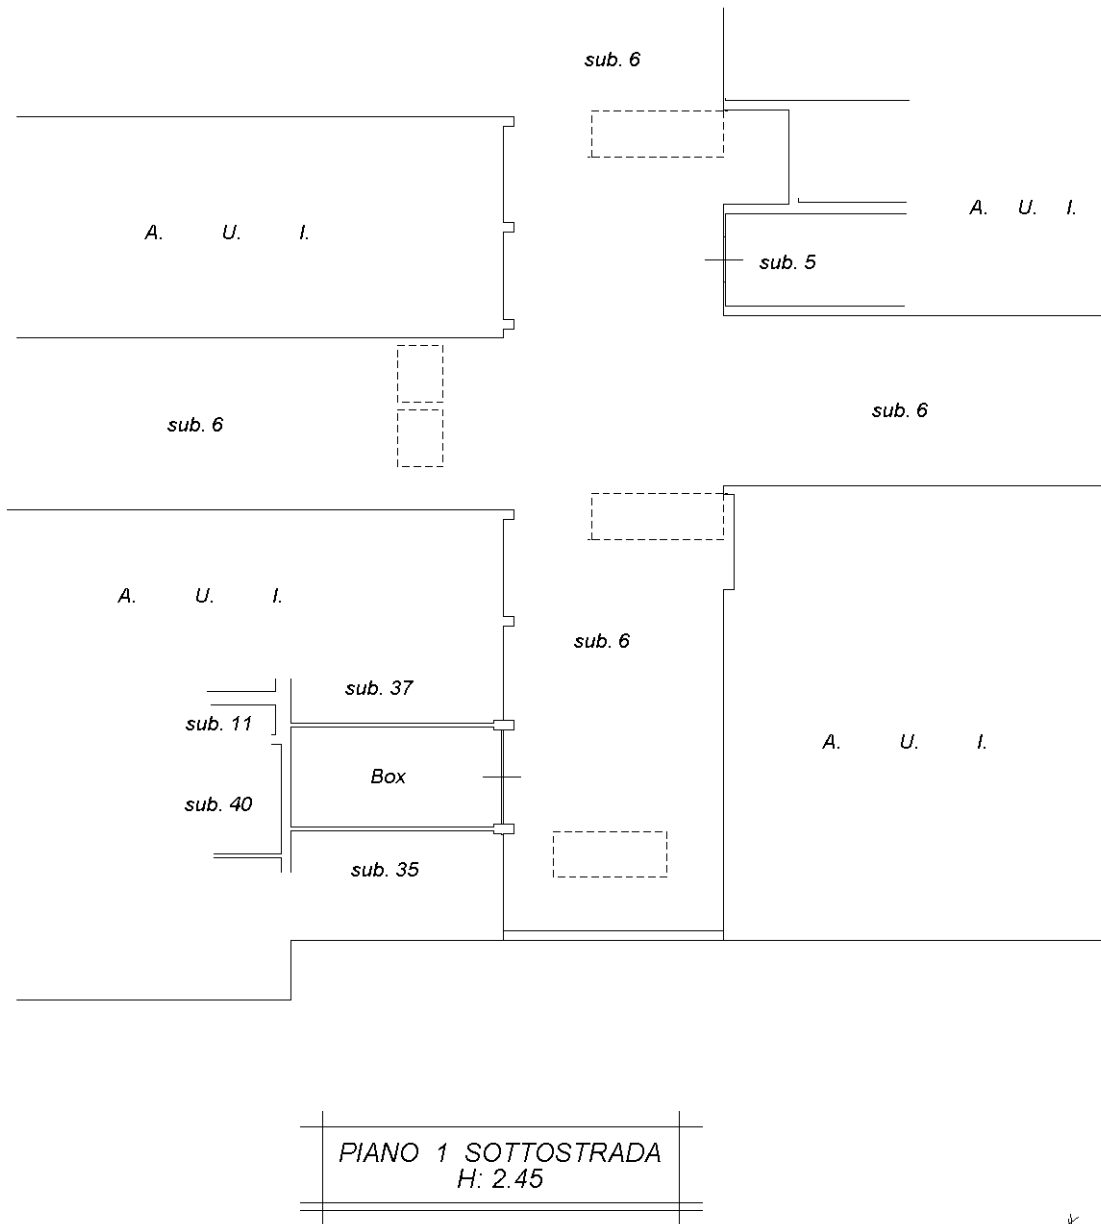 sub. 6
A. U. I.
A. U. I.
sub. 5
sub. 6
sub. 6
A. U. I.
sub. 6
sub. 37
sub. 11
A. U. I.
Box
sub. 40
sub. 35
PIANO 1 SOTTOSTRADA
H: 2.45